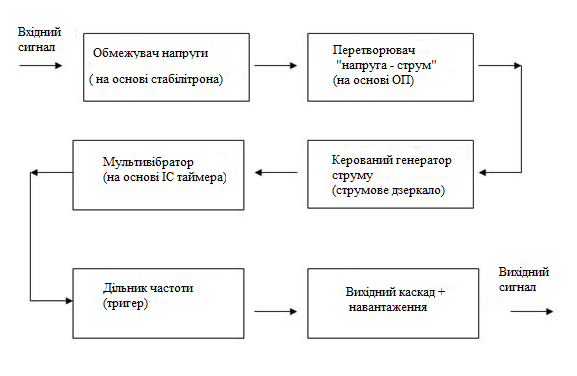 Вхідний
сигнал
Обмежувач напруги
( на основі стабілітрона)
Перетворювач
"напруга - струм"
(на основі ОП)
Мультивібратор
(на основі ІС таймера)
Керований генератор
струму
(струмове дзеркало)
Дільник частоти
(тригер)
Вихідний каскад +
навантаження
Вихідний
сигнал